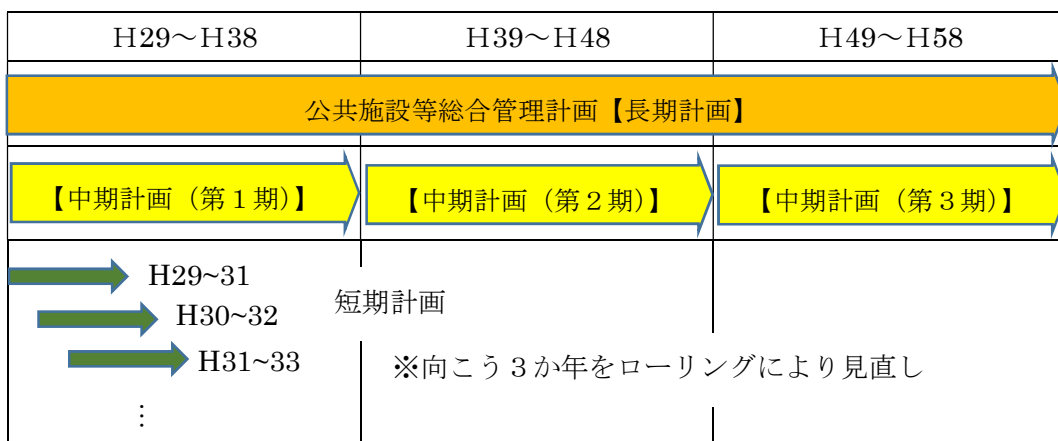 H29～H38
H39～H48
H49～H58
公共施設等総合管理計画【長期計画】
【中期計画（第１期）】
【中期計画（第２期）】
【中期計画（第３期）】
H29~31
短期計画
H30~32
H31~33
※向こう３か年をローリングにより見直し
⋮